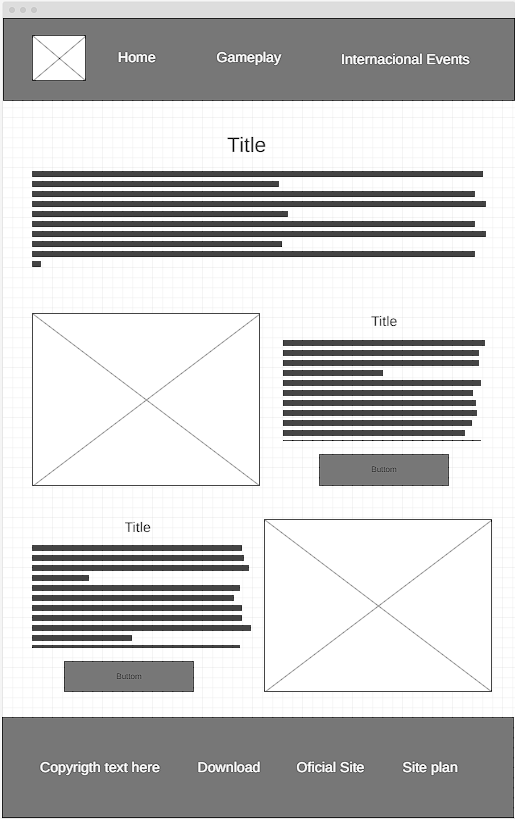 Home Gameplay Internacional Events
Title
Title
Buttom
Title
Buttom
Copyrigth text here Download Oficial Site Site plan